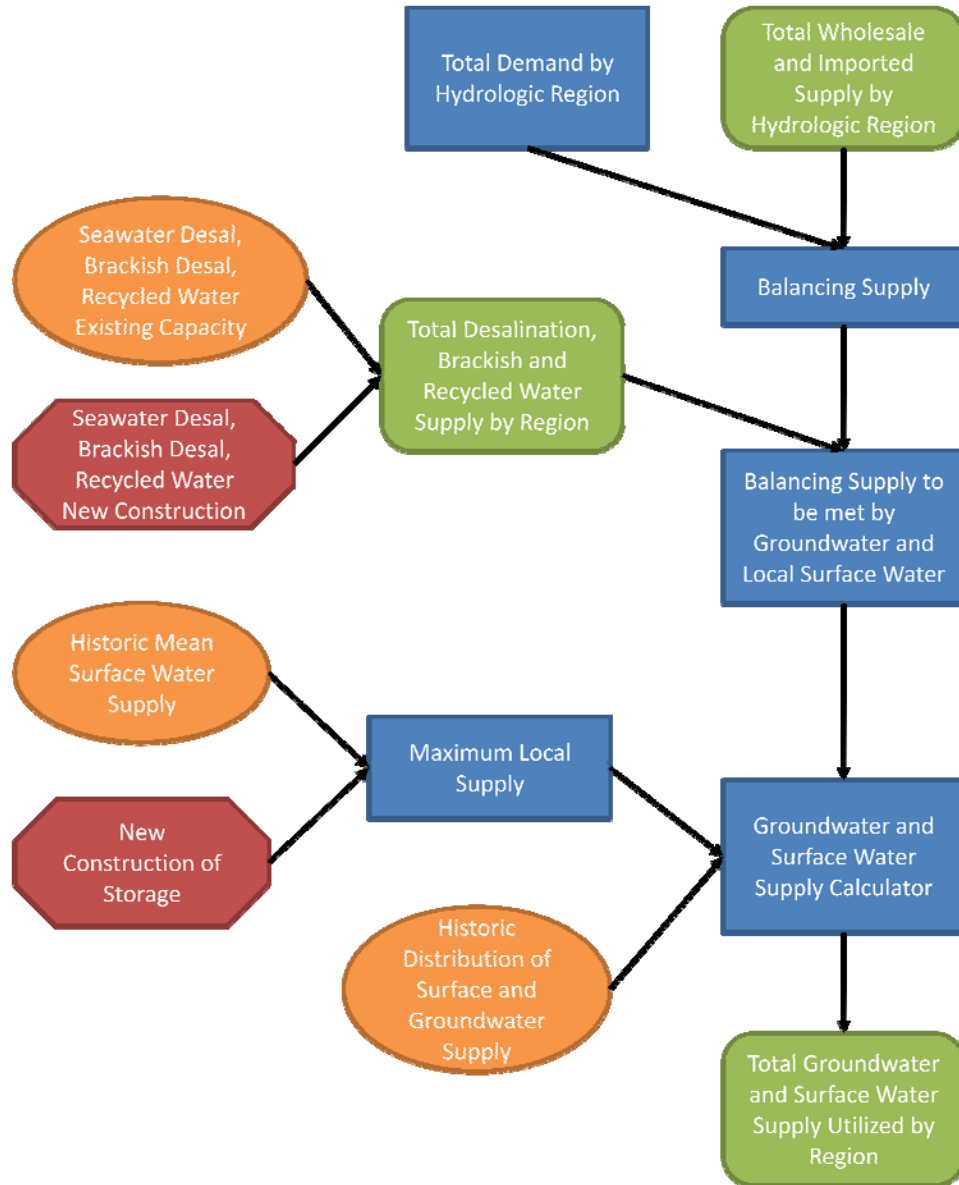 Total Demand by
Hydrologic Region
Total Wholesale
and Imported
Supply by
Hydrologic Region
Seawater Desal,
Brackish Desal,
Recycled Water
Existing Capacity
Balancing Supply
Total Desalination,
Brackish and
Recycled Water
Supply by Region
Seawater Desal,
Brackish Desal,
Recycled Water
New Construction
Balancing Supply to
be met by
Groundwater and
Local Surface Water
Historic Mean
Surface Water
Supply
Maximum Local
Supply
New
Construction of
Storage
Groundwater and
Surface Water
Supply Calculator
Historic
Distribution of
Surface and
Groundwater
Supply
Total Groundwater
and Surface Water
Supply Utilized by
Region